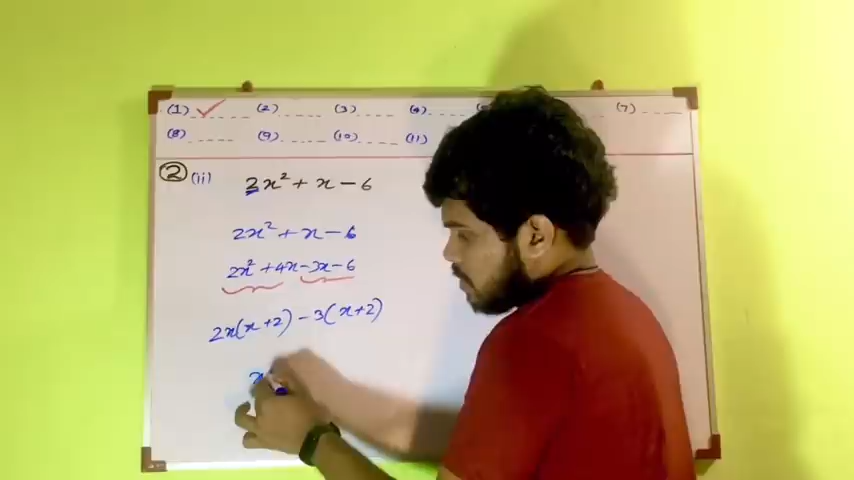 (1) ✓ _ _ _ _ (2) _ _ _ _ (3) _ _ _ _ (4) _ _ _ _ (7) _ _ _ _
(8) _ _ _ _ (9) _ _ _ _ (10) _ _ _ _ (11)
② (ii) 2x² + x - 6
2x² + x - 6
2x² + 4x - 3x - 6
2x(x+2) - 3(x+2)
x